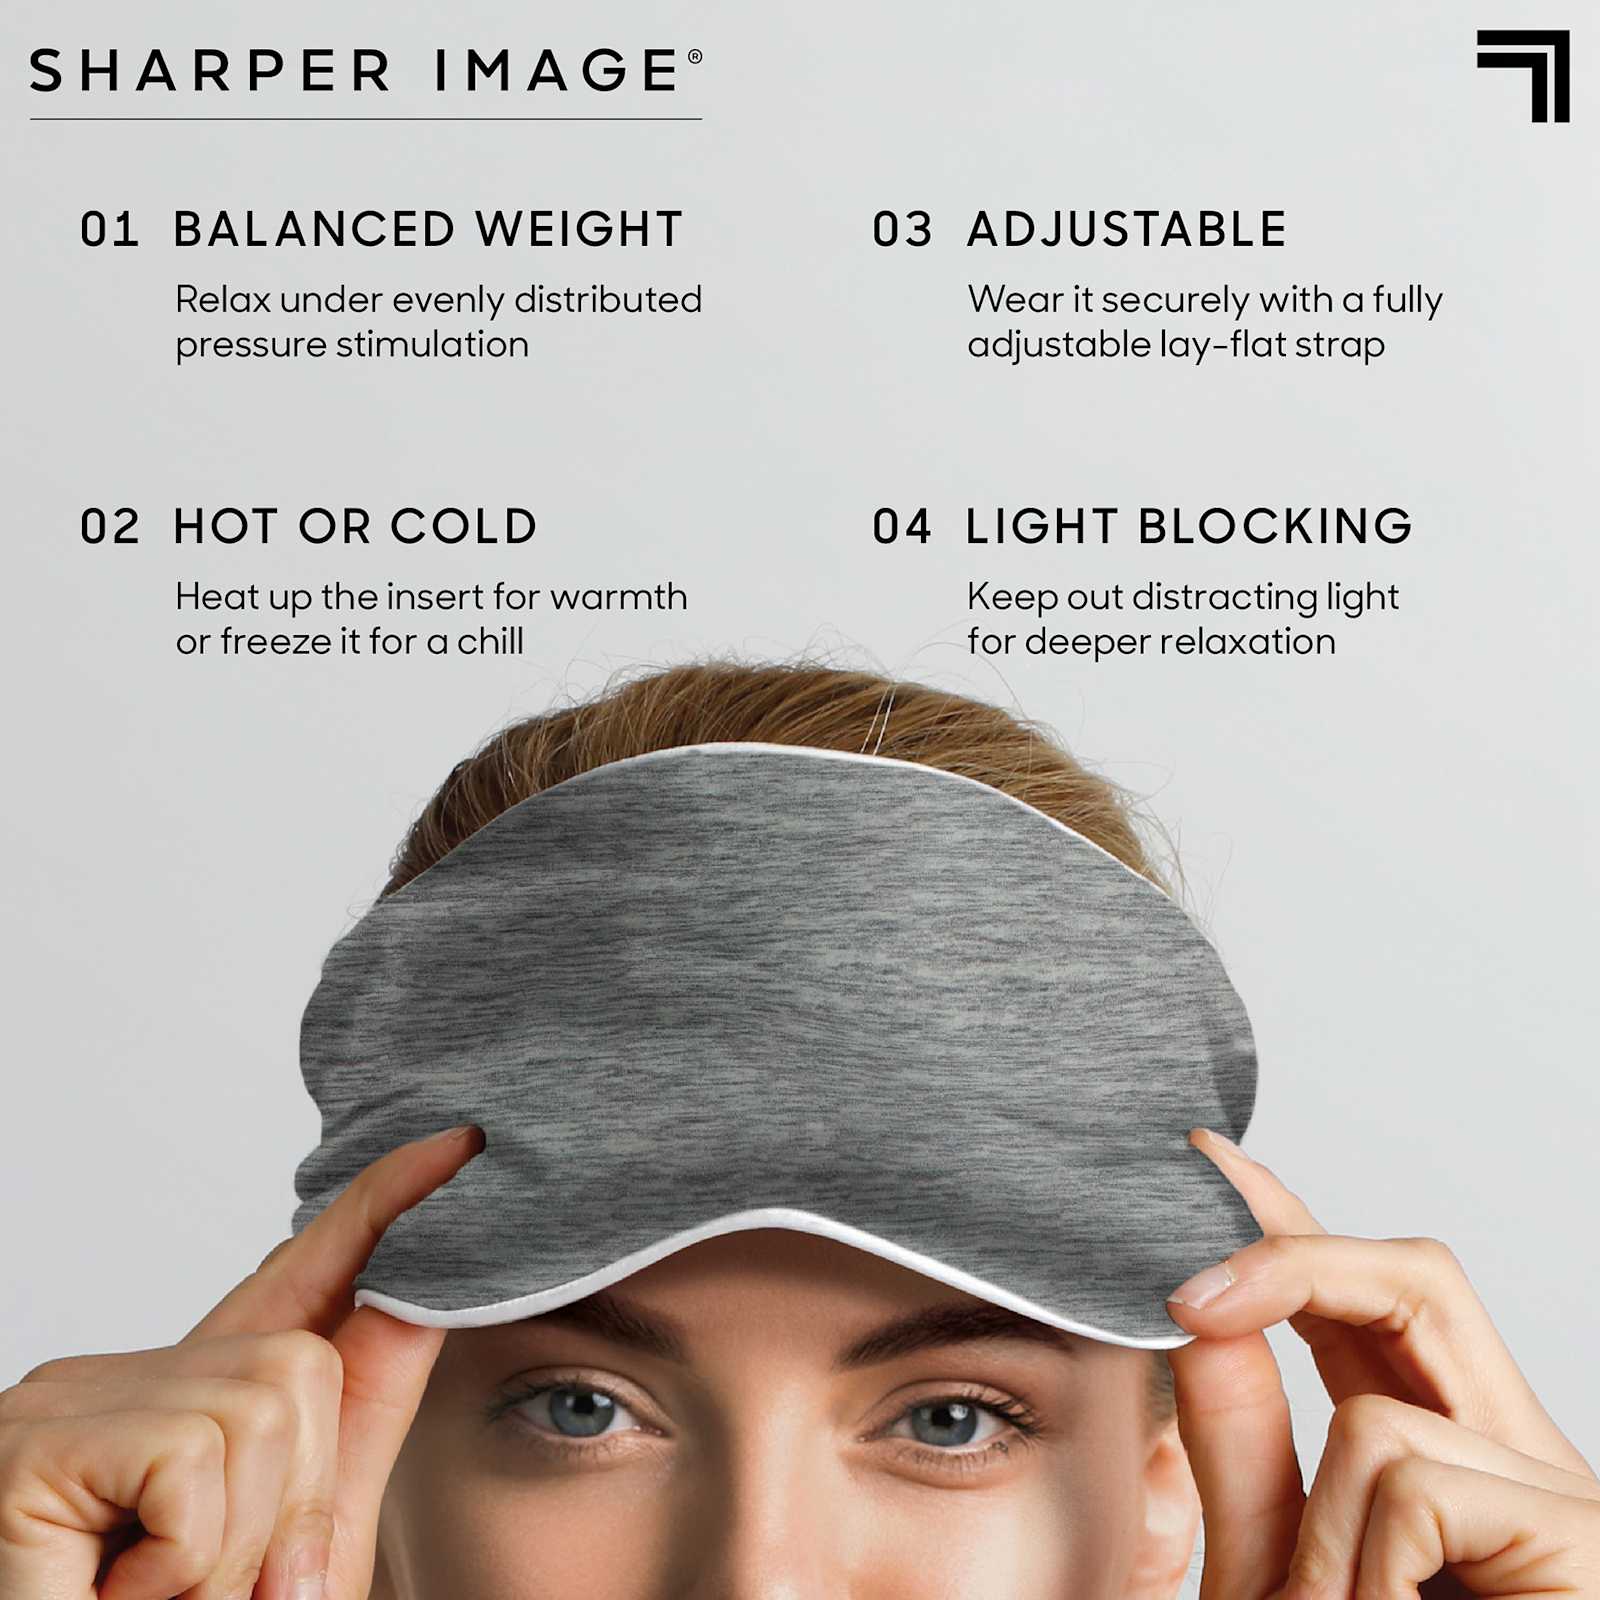 SHARPER IMAGE®
01 BALANCED WEIGHT
Relax under evenly distributed
pressure stimulation
02 HOT OR COLD
Heat up the insert for warmth
or freeze it for a chill
03 ADJUSTABLE
Wear it securely with a fully
adjustable lay-flat strap
04 LIGHT BLOCKING
Keep out distracting light
for deeper relaxation